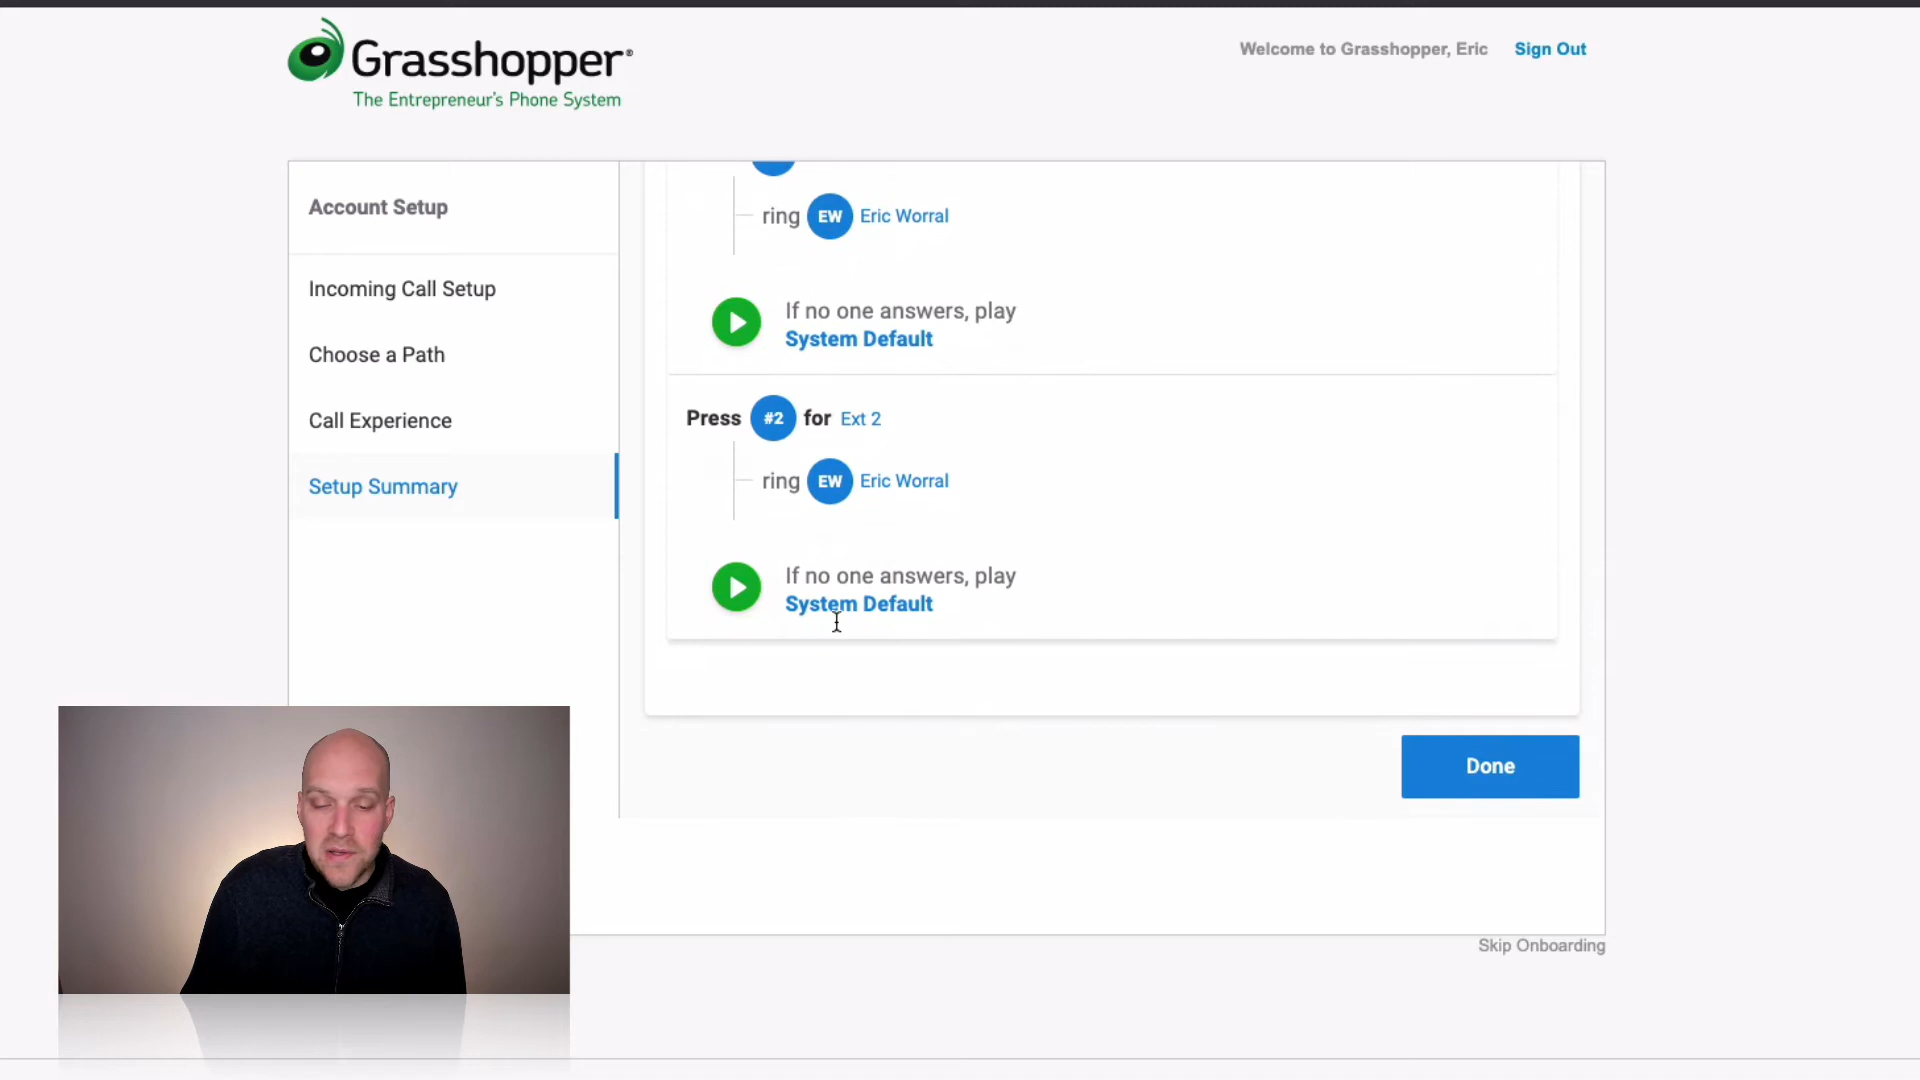 Grasshopper®
The Entrepreneur's Phone System
Welcome to Grasshopper, Eric Sign Out
Account Setup
Incoming Call Setup
Choose a Path
Call Experience
Setup Summary
ring EW Eric Worral
If no one answers, play
System Default
Press #2 for Ext 2
ring EW Eric Worral
If no one answers, play
System Default
Done
Skip Onboarding